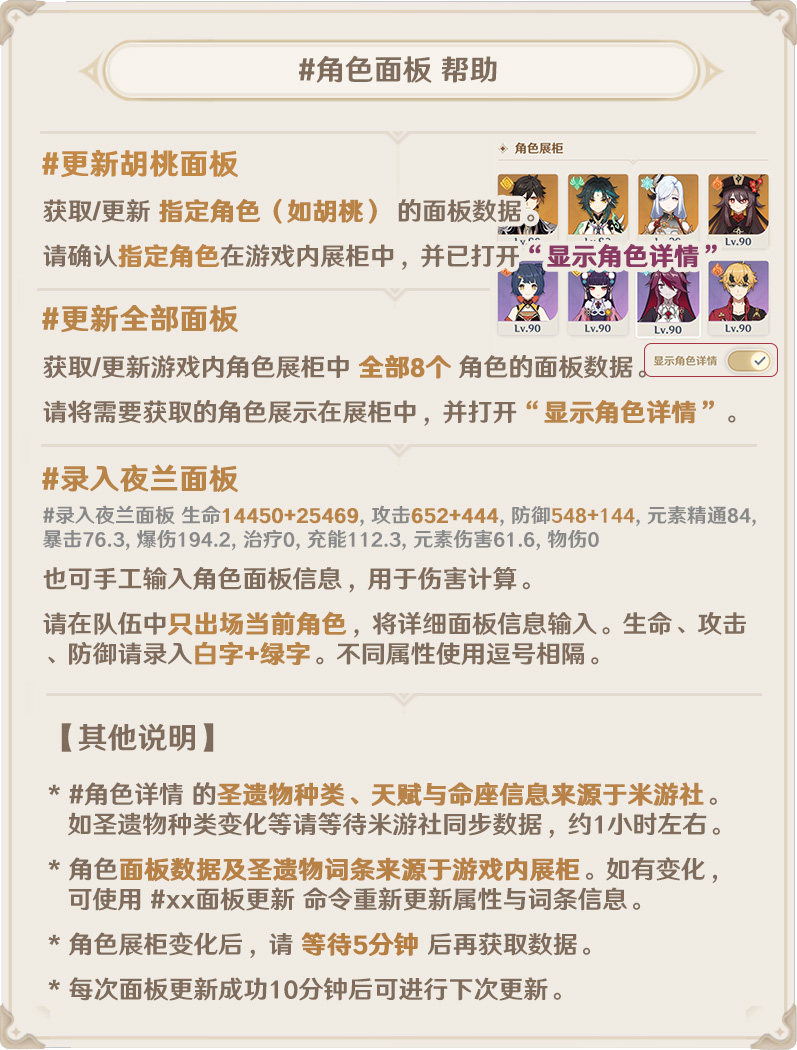 #角色面板 帮助
#更新胡桃面板
角色展柜
获取/更新 指定角色（如胡桃） 的面板数据。
Lv.90
请确认指定角色在游戏内展柜中，并已打开“显示角色详情”
#更新全部面板
Lv.90
Lv.90
Lv.90
Lv.90
获取/更新游戏内角色展柜中 全部8个 角色的面板数据。
显示角色详情
请将需要获取的角色展示在展柜中，并打开“显示角色详情”。
#录入夜兰面板
#录入夜兰面板 生命14450+25469, 攻击652+444, 防御548+144, 元素精通84,
暴击76.3, 爆伤194.2, 治疗0, 充能112.3, 元素伤害61.6, 物伤0
也可手工输入角色面板信息，用于伤害计算。
请在队伍中只出场当前角色，将详细面板信息输入。生命、攻击
、防御请录入白字+绿字。不同属性使用逗号相隔。
【其他说明】
* #角色详情 的圣遗物种类、天赋与命座信息来源于米游社。
如圣遗物种类变化等请等待米游社同步数据，约1小时左右。
* 角色面板数据及圣遗物词条来源于游戏内展柜。如有变化，
可使用 #xx面板更新 命令重新更新属性与词条信息。
* 角色展柜变化后，请 等待5分钟 后再获取数据。
* 每次面板更新成功10分钟后可进行下次更新。